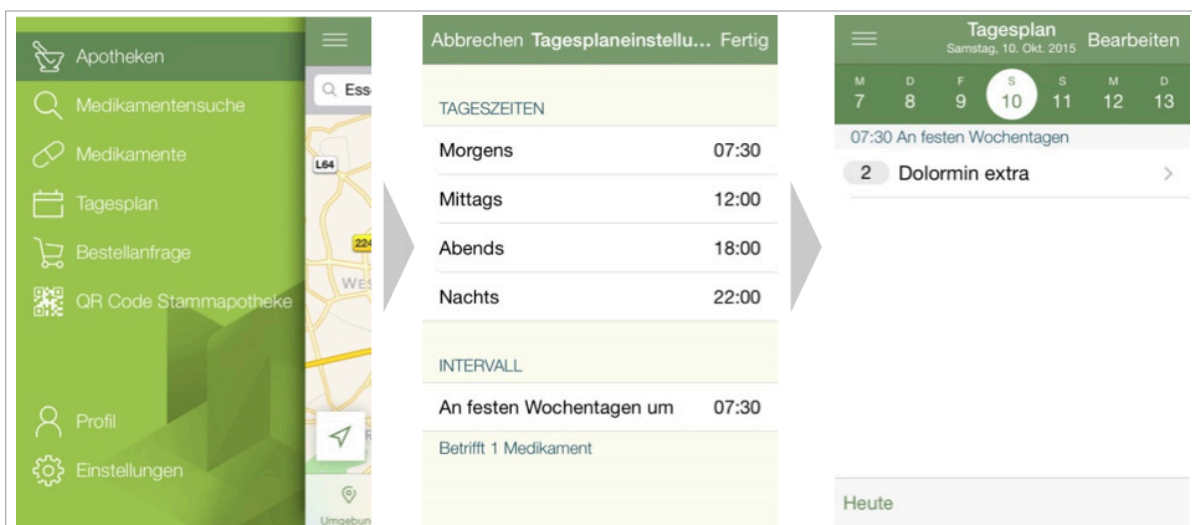 Apotheken
Medikamentensuche
Medikamente
Tagesplan
Bestellanfrage
QR Code Stammapotheke
Profil
Einstellungen
Ess
L64
224
WES
Umgebun
Abbrechen Tagesplaneinstellu... Fertig
TAGESZEITEN
Morgens 07:30
Mittags 12:00
Abends 18:00
Nachts 22:00
INTERVALL
An festen Wochentagen um 07:30
Betrifft 1 Medikament
Tagesplan
Samstag, 10. Okt. 2015
Bearbeiten
M D F S S M D
7 8 9 10 11 12 13
07:30 An festen Wochentagen
2 Dolormin extra
Heute